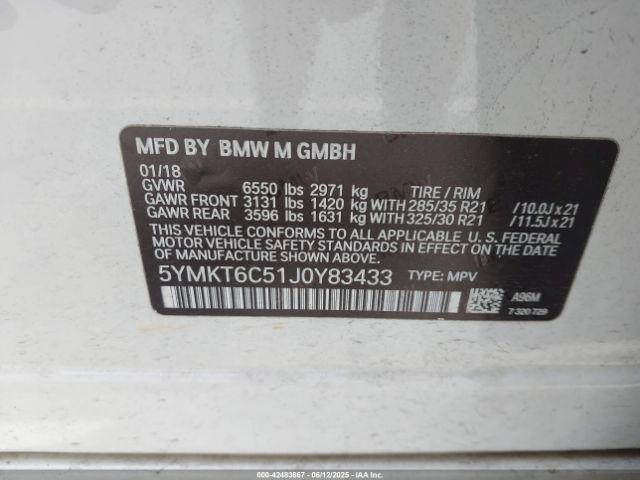 MFD BY BMW M GMBH
01/18
GVWR 6550 lbs 2971 kg TIRE / RIM
GAWR FRONT 3131 lbs 1420 kg WITH 285/35 R21 /10.0J x 21
GAWR REAR 3596 lbs 1631 kg WITH 325/30 R21 /11.5J x 21
THIS VEHICLE CONFORMS TO ALL APPLICABLE U. S. FEDERAL
MOTOR VEHICLE SAFETY STANDARDS IN EFFECT ON THE DATE
OF MANUFACTURE SHOWN ABOVE.
5YMKT6C51J0Y83433 TYPE: MPV
A96M
T 320 729
000-42483867 - 06/12/2025 - IAA Inc.